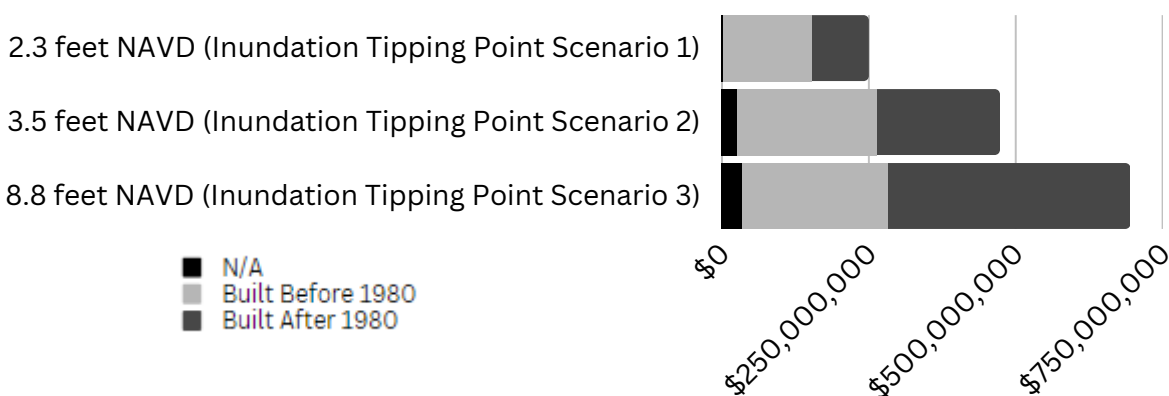 2.3 feet NAVD (Inundation Tipping Point Scenario 1)
3.5 feet NAVD (Inundation Tipping Point Scenario 2)
8.8 feet NAVD (Inundation Tipping Point Scenario 3)
$0
$250,000,000
$500,000,000
$750,000,000
N/A
Built Before 1980
Built After 1980